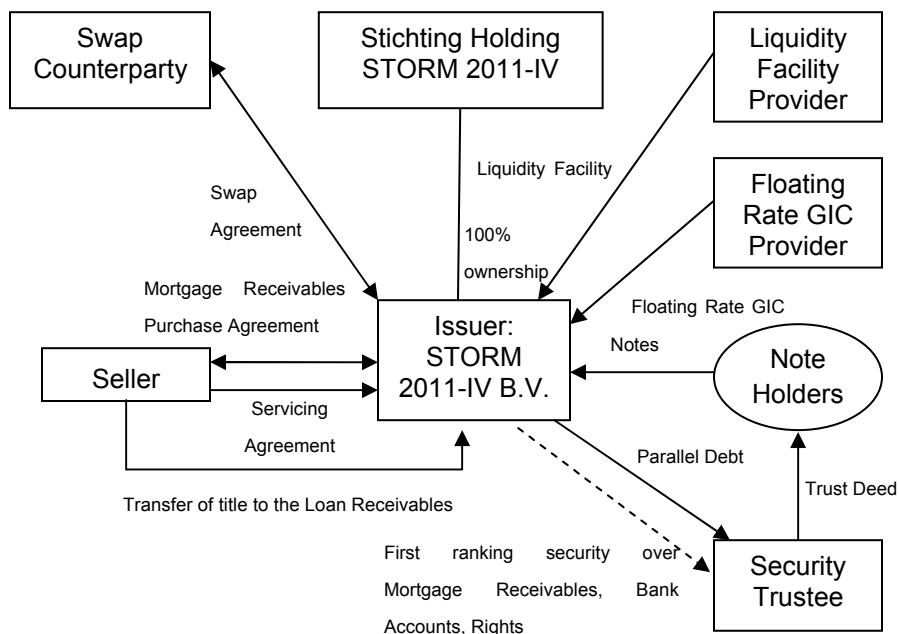 Swap
Counterparty
Stichting Holding
STORM 2011-IV
Liquidity
Facility
Provider
Liquidity Facility
Swap
Agreement
Floating
Rate GIC
Provider
100%
ownership
Mortgage Receivables
Purchase Agreement
Floating Rate GIC
Notes
Issuer:
STORM
2011-IV B.V.
Seller
Note
Holders
Servicing
Agreement
Parallel Debt
Trust Deed
Transfer of title to the Loan Receivables
First ranking security over
Mortgage Receivables, Bank
Accounts, Rights
Security
Trustee